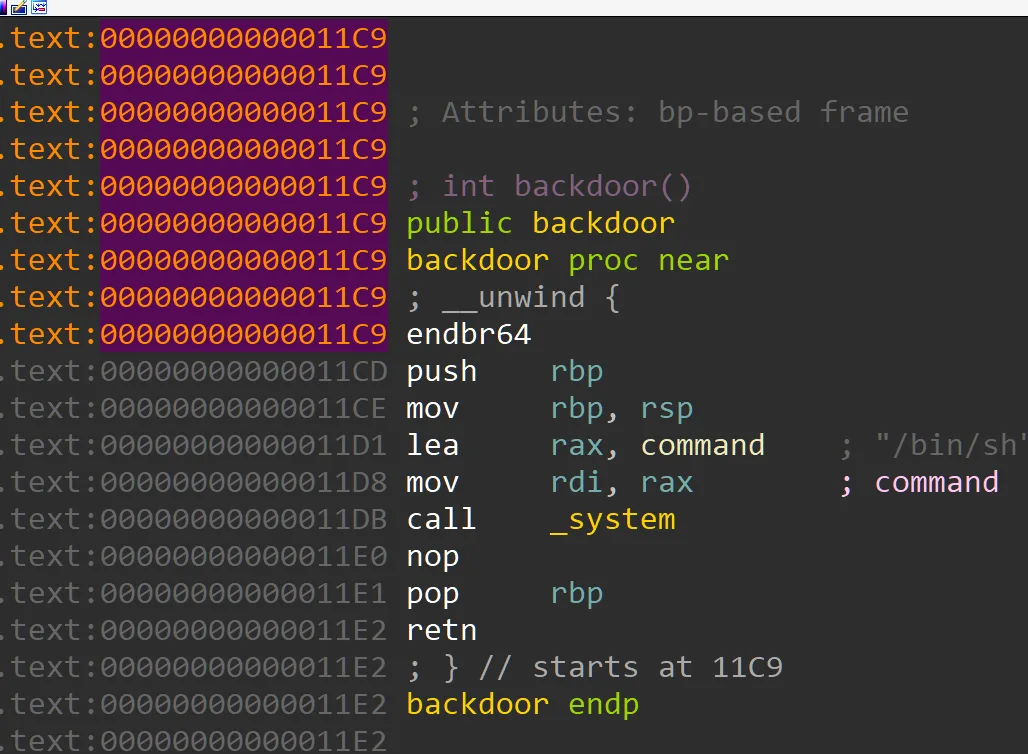 .text:00000000000011C9
.text:00000000000011C9
.text:00000000000011C9 ; Attributes: bp-based frame
.text:00000000000011C9
.text:00000000000011C9 ; int backdoor()
.text:00000000000011C9 public backdoor
.text:00000000000011C9 backdoor proc near
.text:00000000000011C9 ; __unwind {
.text:00000000000011C9 endbr64
.text:00000000000011CD push    rbp
.text:00000000000011CE mov     rbp, rsp
.text:00000000000011D1 lea     rax, command    ; "/bin/sh"
.text:00000000000011D8 mov     rdi, rax        ; command
.text:00000000000011DB call    _system
.text:00000000000011E0 nop
.text:00000000000011E1 pop     rbp
.text:00000000000011E2 retn
.text:00000000000011E2 ; } // starts at 11C9
.text:00000000000011E2 backdoor endp
.text:00000000000011E2